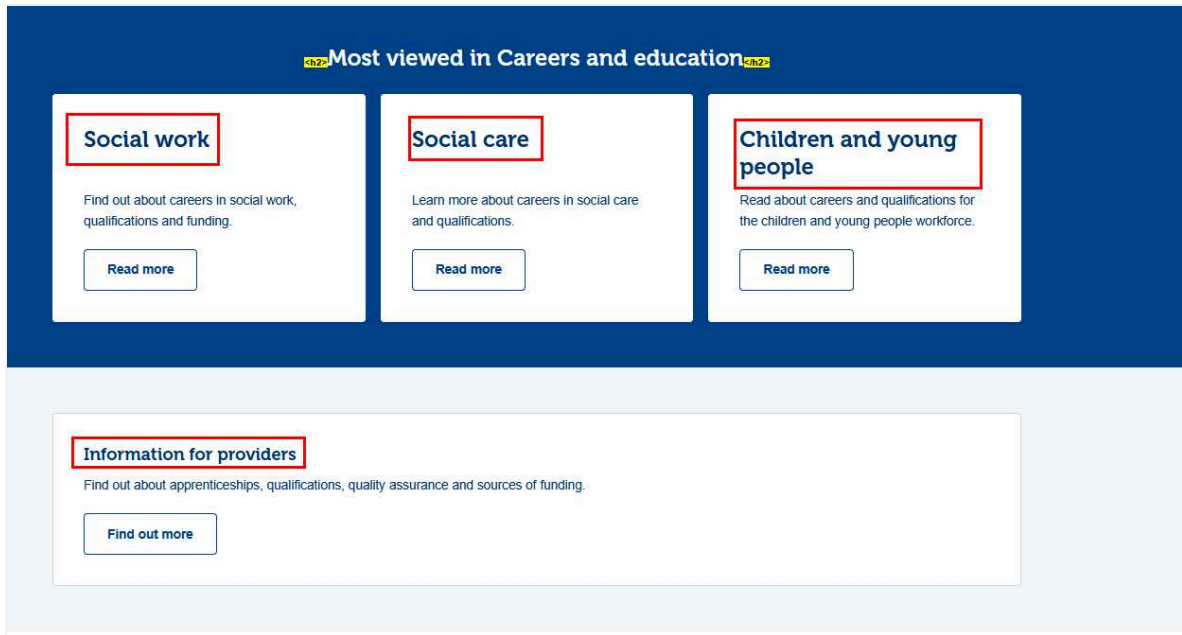 <h2>Most viewed in Careers and education</h2>
Social work
Find out about careers in social work,
qualifications and funding.
Read more
Social care
Learn more about careers in social care
and qualifications.
Read more
Children and young
people
Read about careers and qualifications for
the children and young people workforce.
Read more
Information for providers
Find out about apprenticeships, qualifications, quality assurance and sources of funding.
Find out more